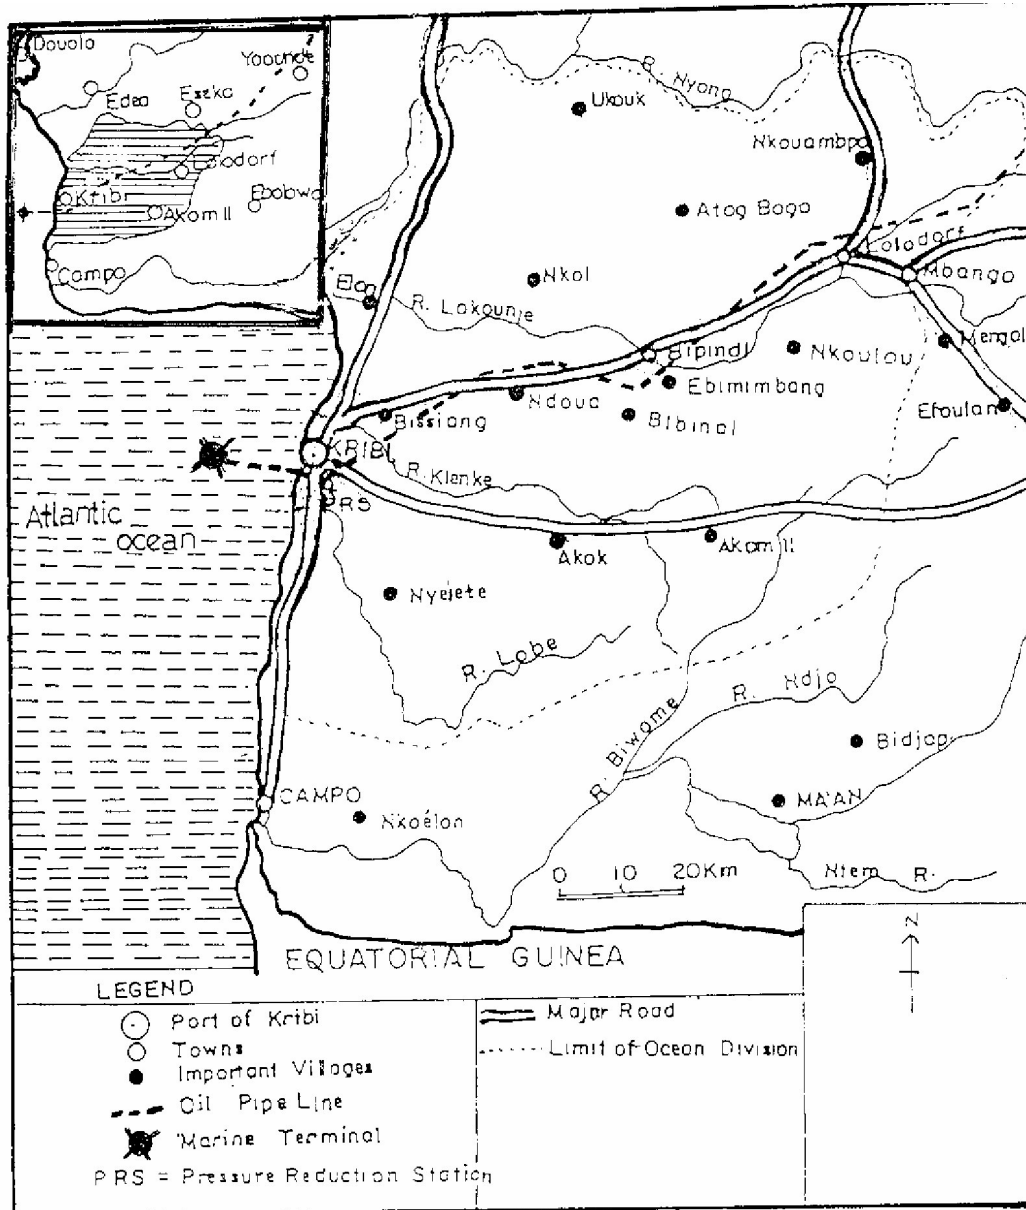 Douala
Yaounde
Edea
Eseka
Lolodorf
Kribi
Ebolowa
Akom II
Campo
R. Nyong
Ukouk
Nkouambpo
Atog Boga
Lolodorf
Mbango
Nkol
Elog
R. Lokounje
Mengol
Bipindi
Nkoulou
Ebimimbang
Ndoua
Efoulan
Bissiang
Bibinol
KRIBI
R. Kienke
PRS
Atlantic
ocean
Akok
Akom II
Nyejete
R. Lobe
R. Ndjo
R. Biwome
Bidjap
MA'AN
CAMPO
Nkoélon
0 10 20Km
Ntem R.
N
EQUATORIAL GUINEA
LEGEND
Port of Kribi
Towns
Important Villages
Oil Pipe Line
Marine Terminal
PRS = Pressure Reduction Station
Major Road
Limit of Ocean Division